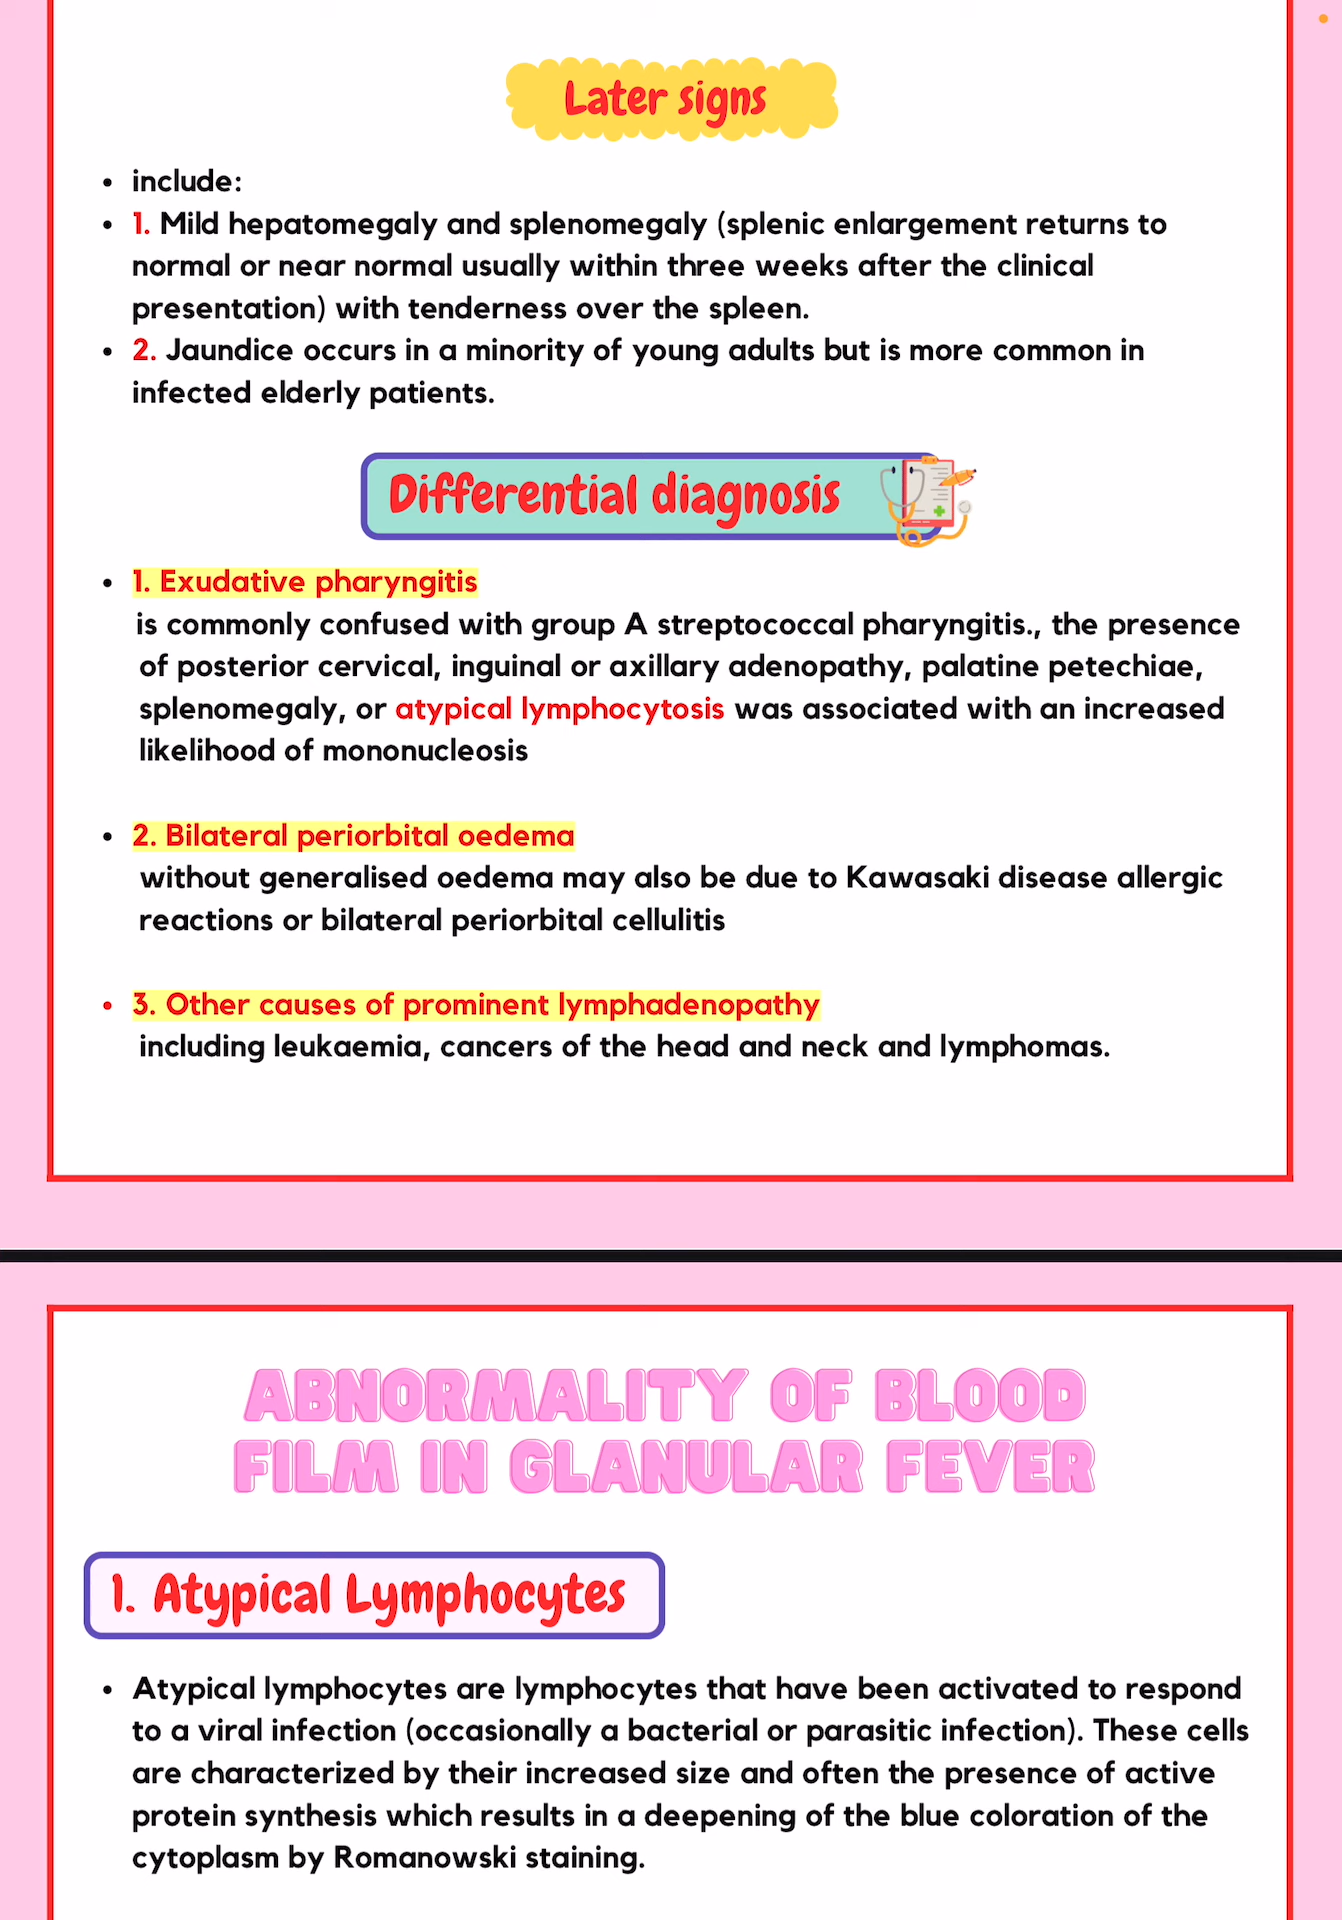 Later signs
• include:
• 1. Mild hepatomegaly and splenomegaly (splenic enlargement returns to
normal or near normal usually within three weeks after the clinical
presentation) with tenderness over the spleen.
• 2. Jaundice occurs in a minority of young adults but is more common in
infected elderly patients.
Differential diagnosis
• 1. Exudative pharyngitis
is commonly confused with group A streptococcal pharyngitis., the presence
of posterior cervical, inguinal or axillary adenopathy, palatine petechiae,
splenomegaly, or atypical lymphocytosis was associated with an increased
likelihood of mononucleosis
• 2. Bilateral periorbital oedema
without generalised oedema may also be due to Kawasaki disease allergic
reactions or bilateral periorbital cellulitis
• 3. Other causes of prominent lymphadenopathy
including leukaemia, cancers of the head and neck and lymphomas.
ABNORMALITY OF BLOOD
FILM IN GLANULAR FEVER
1. Atypical Lymphocytes
• Atypical lymphocytes are lymphocytes that have been activated to respond
to a viral infection (occasionally a bacterial or parasitic infection). These cells
are characterized by their increased size and often the presence of active
protein synthesis which results in a deepening of the blue coloration of the
cytoplasm by Romanowski staining.